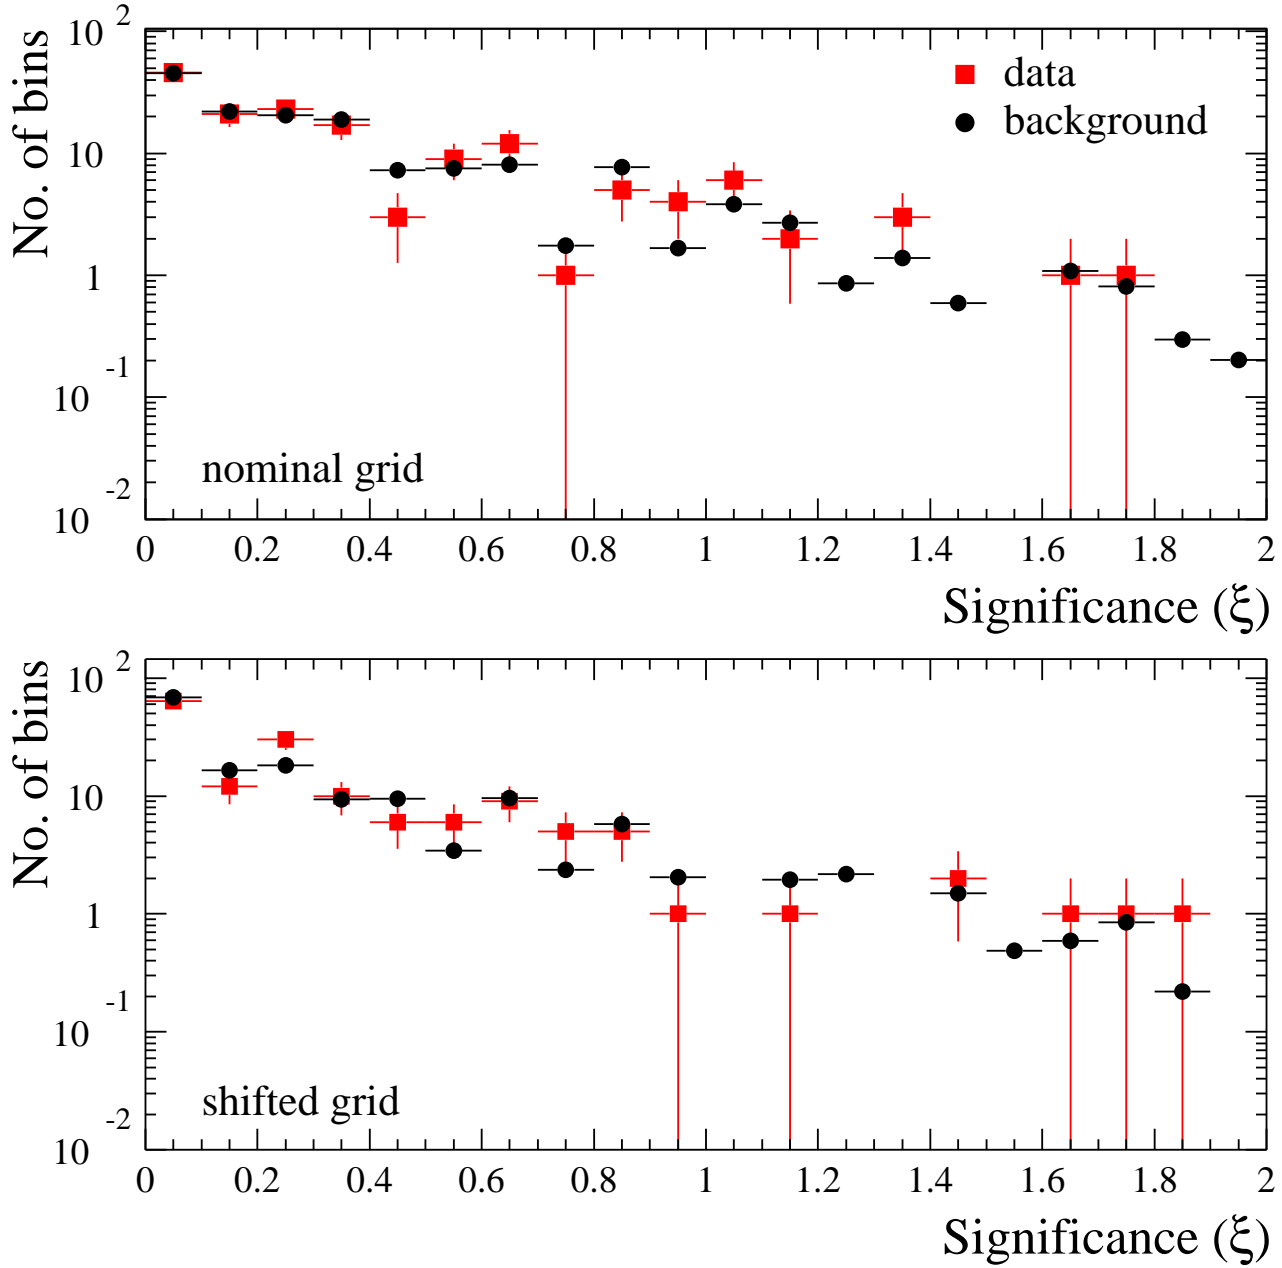 No. of bins
10 2
10
1
10 -1
10 -2
data
background
nominal grid
0 0.2 0.4 0.6 0.8 1 1.2 1.4 1.6 1.8 2
Significance (ξ)
No. of bins
10 2
10
1
10 -1
10 -2
shifted grid
0 0.2 0.4 0.6 0.8 1 1.2 1.4 1.6 1.8 2
Significance (ξ)